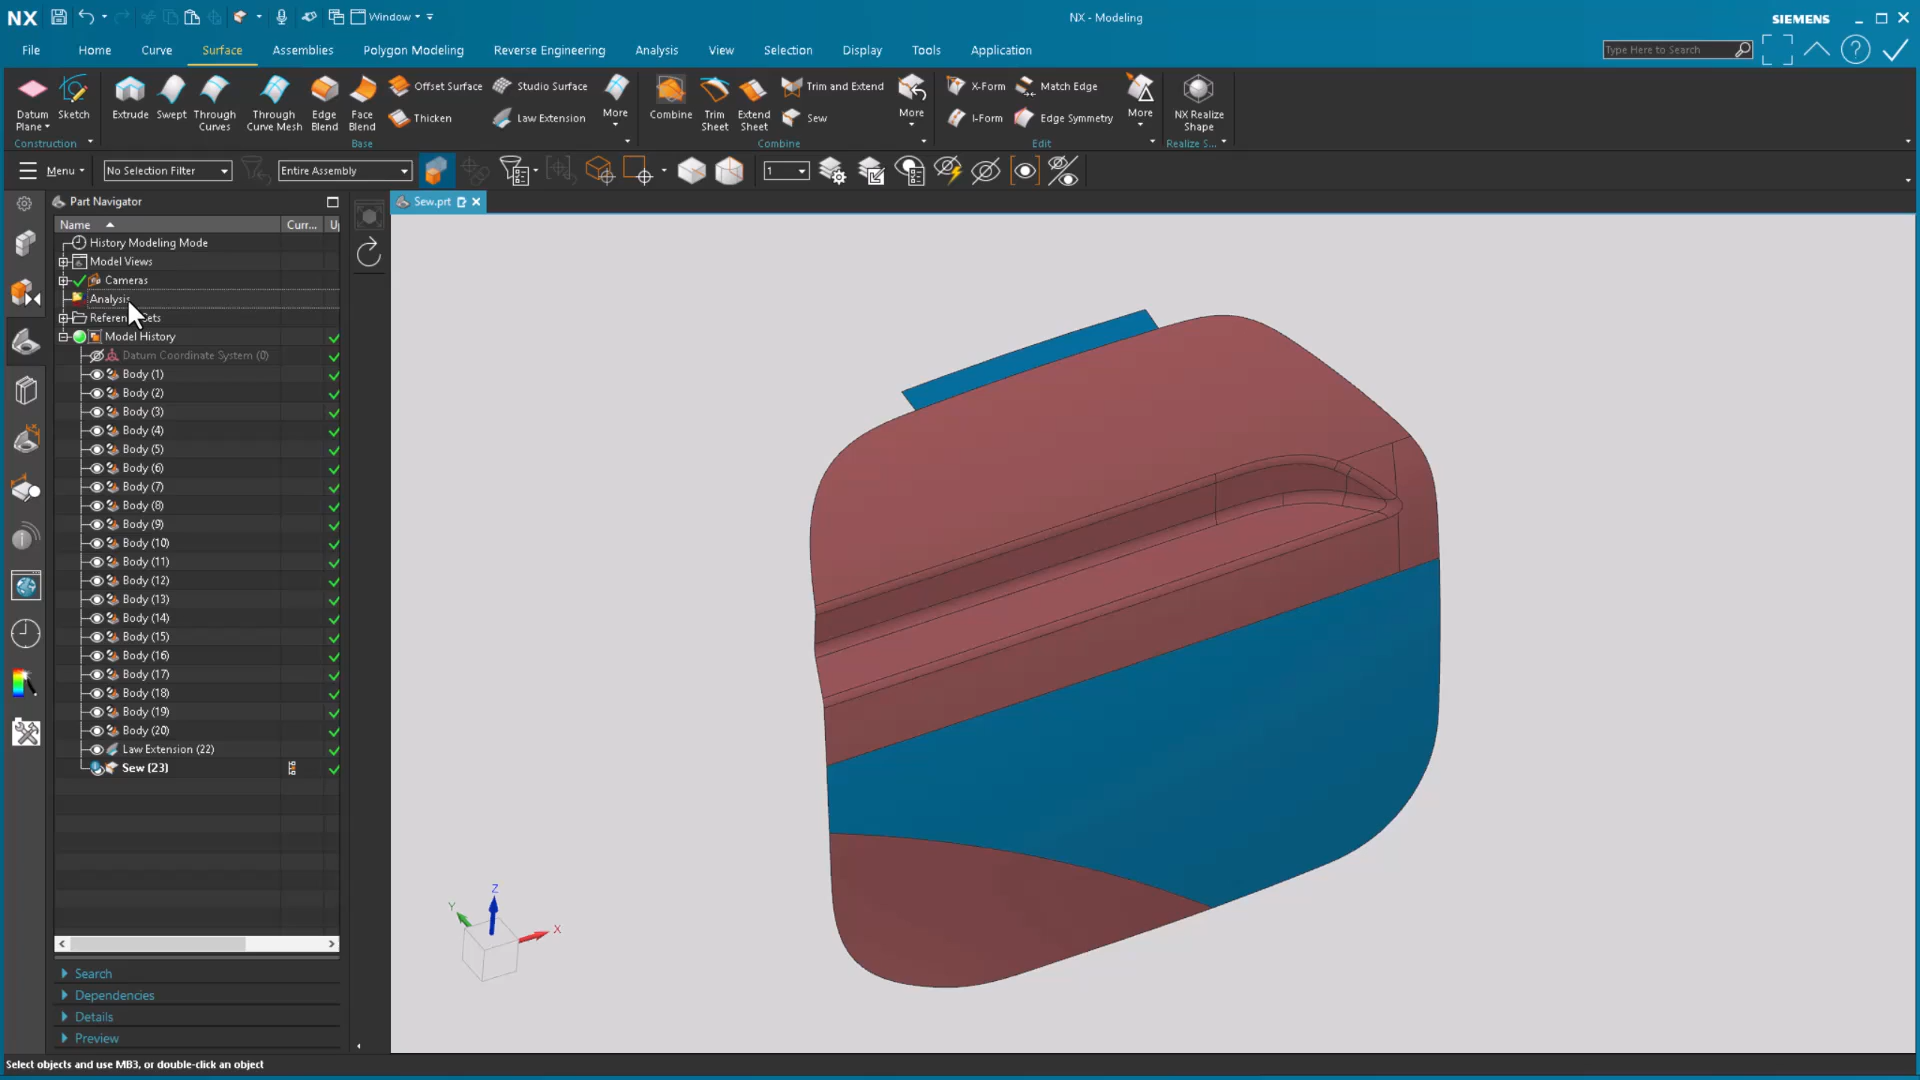 NX
Window
NX - Modeling
SIEMENS
File
Home
Curve
Surface
Assemblies
Polygon Modeling
Reverse Engineering
Analysis
View
Selection
Display
Tools
Application
Type Here to Search
Datum Plane
Sketch
Construction
Extrude
Swept
Through Curves
Through Curve Mesh
Edge Blend
Face Blend
Offset Surface
Thicken
Studio Surface
Law Extension
More
Base
Combine
Trim Sheet
Extend Sheet
Trim and Extend
Sew
More
Combine
X-Form
I-Form
Match Edge
Edge Symmetry
More
Edit
NX Realize Shape
Realize S...
Menu
No Selection Filter
Entire Assembly
1
Part Navigator
Sew.prt
Name
Curr...
Up
History Modeling Mode
Model Views
Cameras
Analysis
Model History
Datum Coordinate System (0)
Body (1)
Body (2)
Body (3)
Body (4)
Body (5)
Body (6)
Body (7)
Body (8)
Body (9)
Body (10)
Body (11)
Body (12)
Body (13)
Body (14)
Body (15)
Body (16)
Body (17)
Body (18)
Body (19)
Body (20)
Law Extension (22)
Sew (23)
Search
Dependencies
Details
Preview
Z
Y
X
Select objects and use MB3, or double-click an object